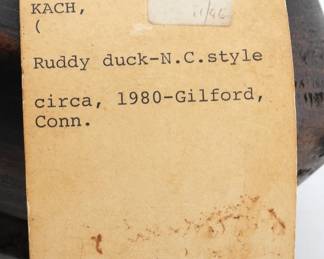 KACH,
(
Ruddy duck-N.C.style
circa, 1980-Gilford,
Conn.